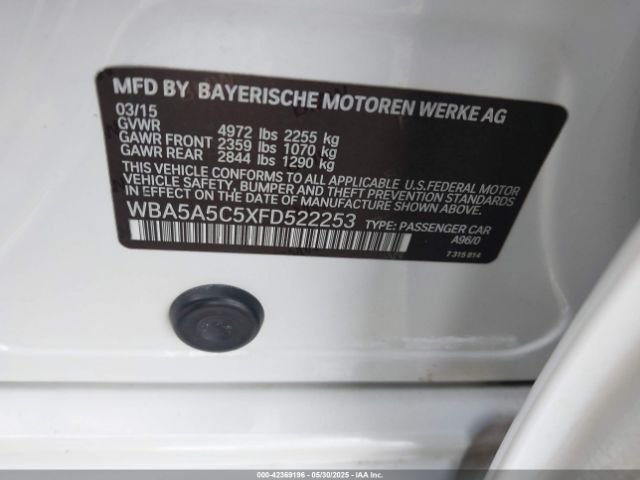 MFD BY BAYERISCHE MOTOREN WERKE AG
03/15
GVWR 4972 lbs 2255 kg
GAWR FRONT 2359 lbs 1070 kg
GAWR REAR 2844 lbs 1290 kg
THIS VEHICLE CONFORMS TO ALL APPLICABLE U.S.FEDERAL MOTOR
VEHICLE SAFETY, BUMPER AND THEFT PREVENTION STANDARDS
IN EFFECT ON THE DATE OF MANUFACTURE SHOWN ABOVE.
WBA5A5C5XFD522253 TYPE: PASSENGER CAR
A96/0
7 315 814
000-42369196 - 05/30/2025 - IAA Inc.